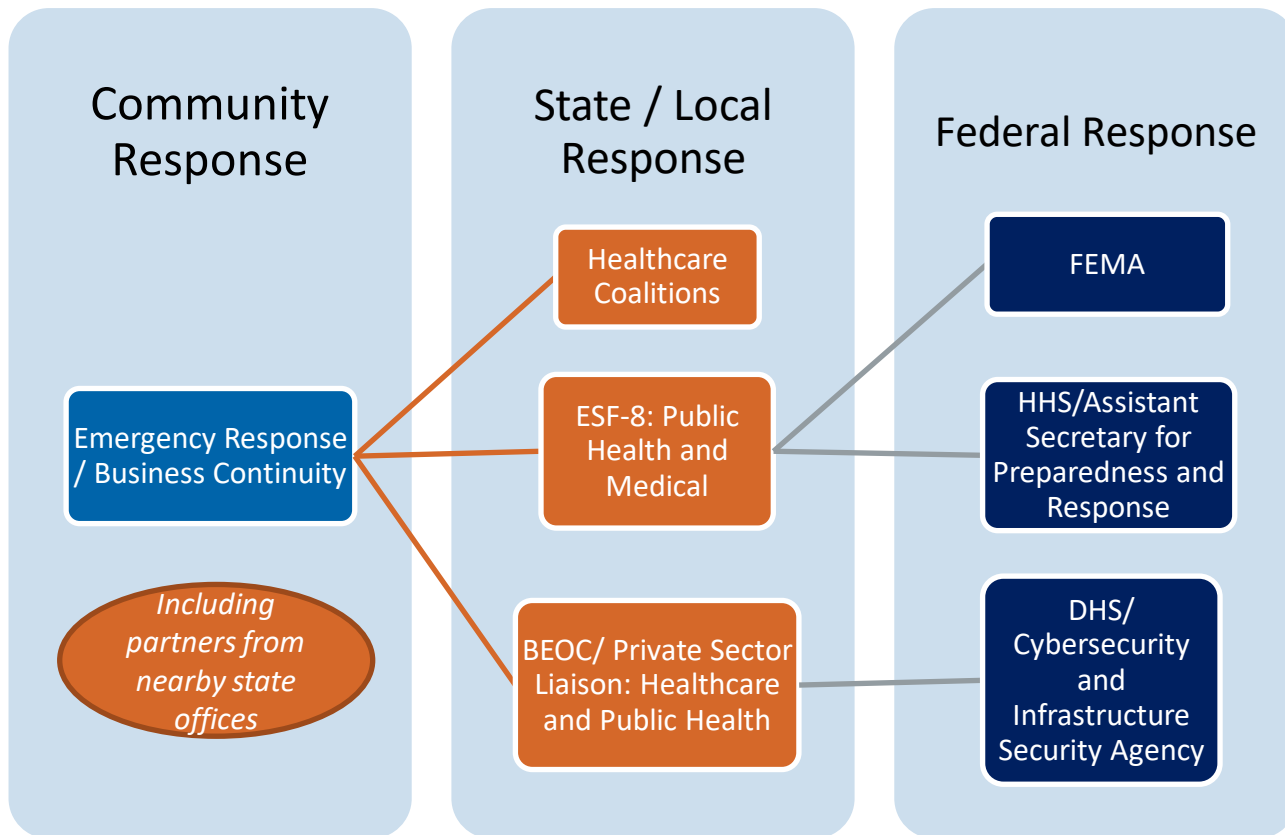 Community
Response
Emergency Response
/ Business Continuity
Including
partners from
nearby state
offices
State / Local
Response
Healthcare
Coalitions
ESF-8: Public
Health and
Medical
BEOC/ Private Sector
Liaison: Healthcare
and Public Health
Federal Response
FEMA
HHS/Assistant
Secretary for
Preparedness and
Response
DHS/
Cybersecurity
and
Infrastructure
Security Agency